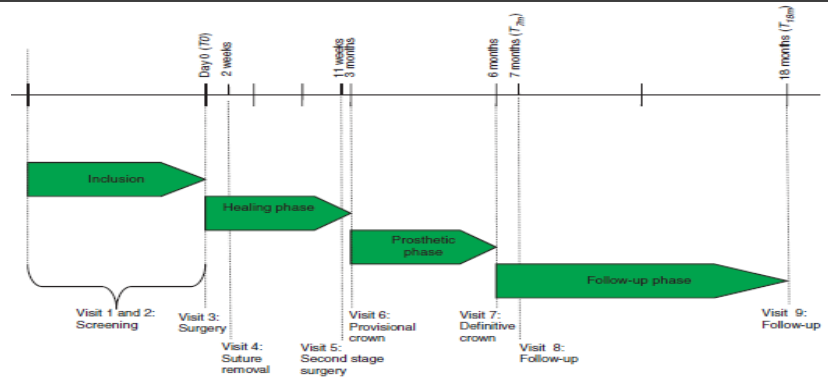 Day 0 (T0)
2 weeks
11 weeks
3 months
6 months
7 months (T7m)
18 months (T18m)
Inclusion
Healing phase
Prosthetic
phase
Follow-up phase
Visit 1 and 2:
Screening
Visit 3:
Surgery
Visit 4:
Suture
removal
Visit 5:
Second stage
surgery
Visit 6:
Provisional
crown
Visit 7:
Definitive
crown
Visit 8:
Follow-up
Visit 9:
Follow-up